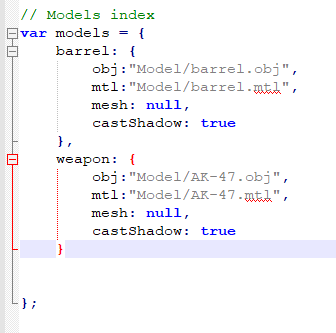 // Models index
var models = {
barrel: {
obj:"Model/barrel.obj",
mtl:"Model/barrel.mtl",
mesh: null,
castShadow: true
},
weapon: {
obj:"Model/AK-47.obj",
mtl:"Model/AK-47.mtl",
mesh: null,
castShadow: true
}
};